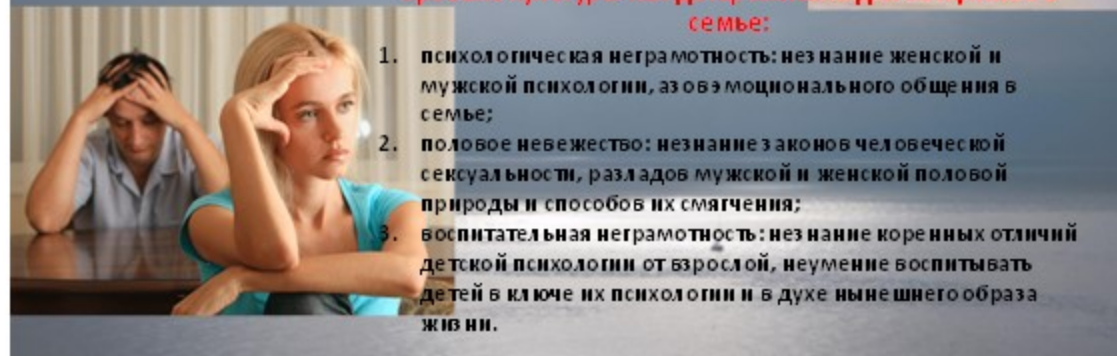 семье:
1. психологическая неграмотность: незнание женской и
мужской психологии, азов эмоционального общения в
семье;
2. половое невежество: незнание законов человеческой
сексуальности, разладов мужской и женской половой
природы и способов их смягчения;
3. воспитательная неграмотность: незнание коренных отличий
детской психологии от взрослой, неумение воспитывать
детей в ключе их психологии и в духе нынешнего образа
жизни.